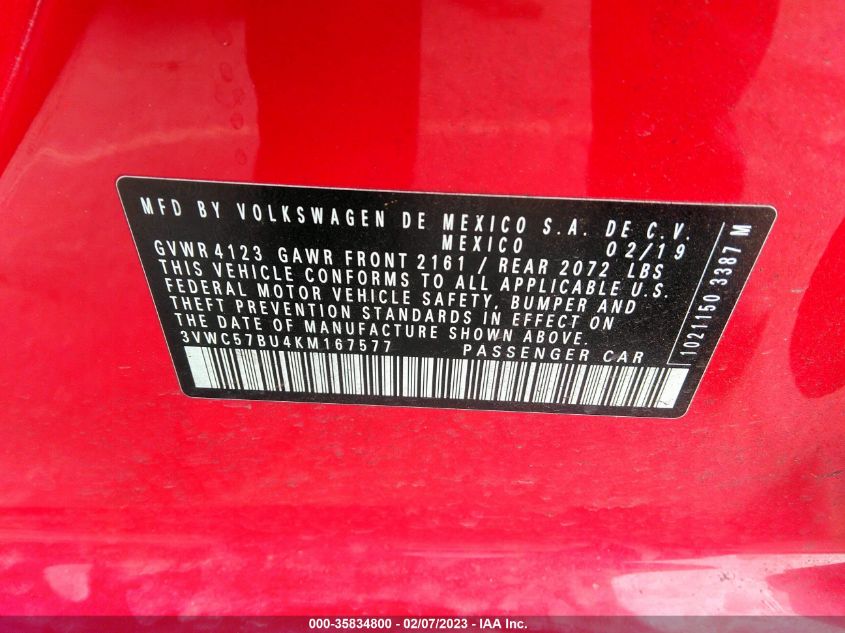 MFD BY VOLKSWAGEN DE MEXICO S.A. DE C.V.
MEXICO 02/19
GVWR 4123 GAWR FRONT 2161 / REAR 2072 LBS
THIS VEHICLE CONFORMS TO ALL APPLICABLE U.S.
FEDERAL MOTOR VEHICLE SAFETY, BUMPER AND
THEFT PREVENTION STANDARDS IN EFFECT ON
THE DATE OF MANUFACTURE SHOWN ABOVE.
3VWC57BU4KM167577 PASSENGER CAR
1021150 3387 M
000-35834800 - 02/07/2023 - IAA Inc.